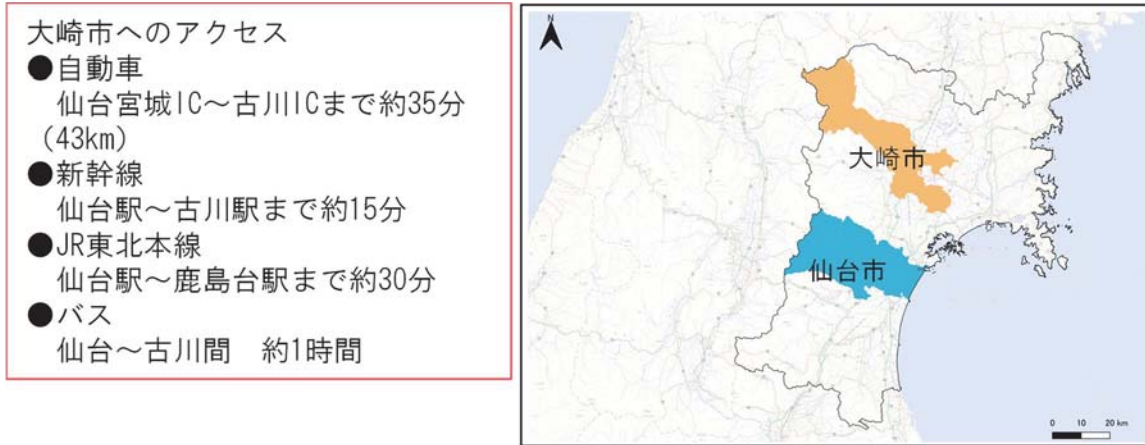 大崎市へのアクセス
●自動車
仙台宮城IC～古川ICまで約35分
(43km)
●新幹線
仙台駅～古川駅まで約15分
●JR東北本線
仙台駅～鹿島台駅まで約30分
●バス
仙台～古川間　約1時間
N
大崎市
仙台市
0 10 20 km